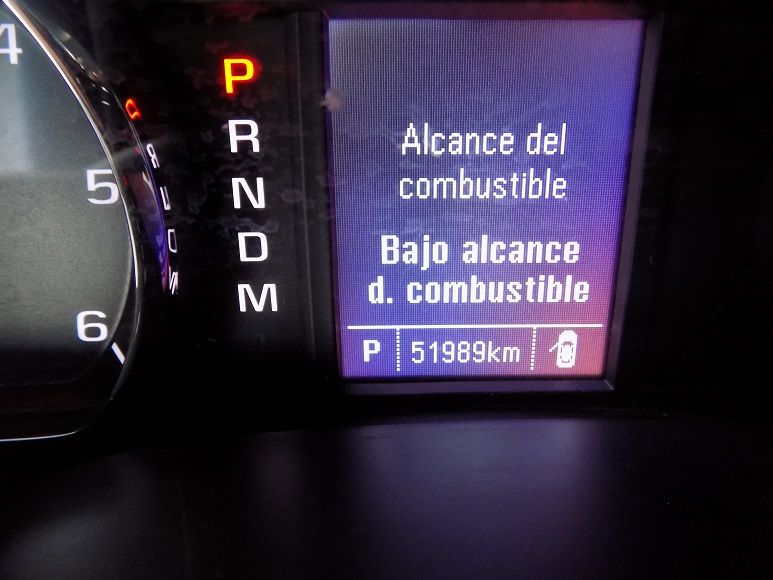 4
5
6
P
R
N
D
M
Alcance del
combustible
Bajo alcance
d. combustible
P 51989km